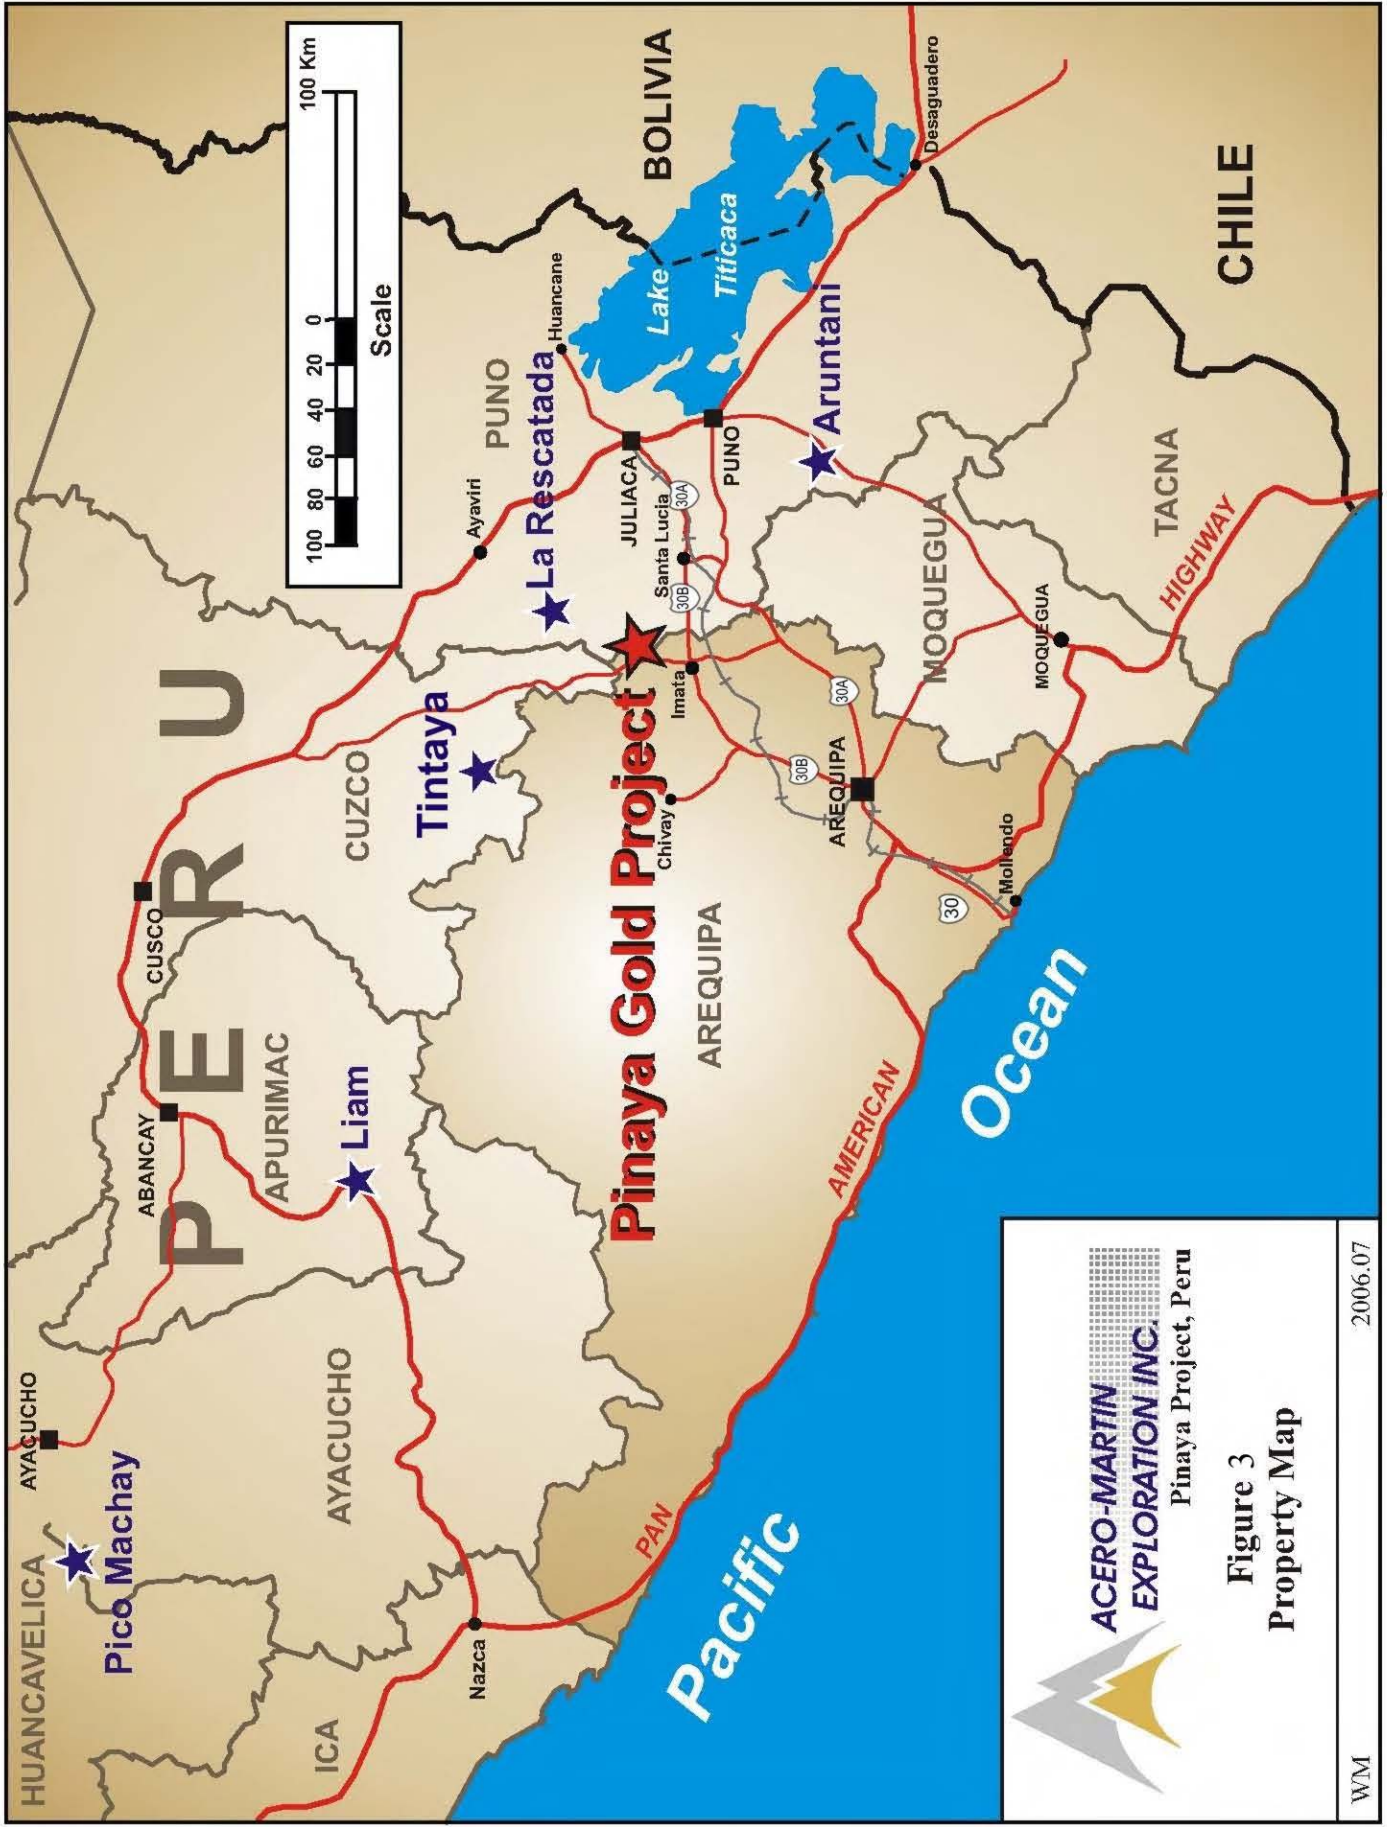 HUANCAVELICA
Pico Machay
AYACUCHO
ABANCAY
CUSCO
PERU
APURIMAC
Liam
CUZCO
AYACUCHO
ICA
Nazca
Tintaya
Ayaviri
PUNO
La Rescatada
Huancane
100 80 60 40 20 0 100 Km
Scale
BOLIVIA
Lake
Titicaca
Desaguadero
JULIACA
PUNO
Santa Lucia
30A
30B
Pinaya Gold Project
Imata
Chivay
AREQUIPA
30B
30A
AREQUIPA
Aruntani
MOQUEGUA
MOQUEGUA
TACNA
CHILE
30
Mollendo
PAN
AMERICAN
HIGHWAY
Pacific
Ocean
ACERO-MARTIN
EXPLORATION INC.
Pinaya Project, Peru
Figure 3
Property Map
WM 2006.07